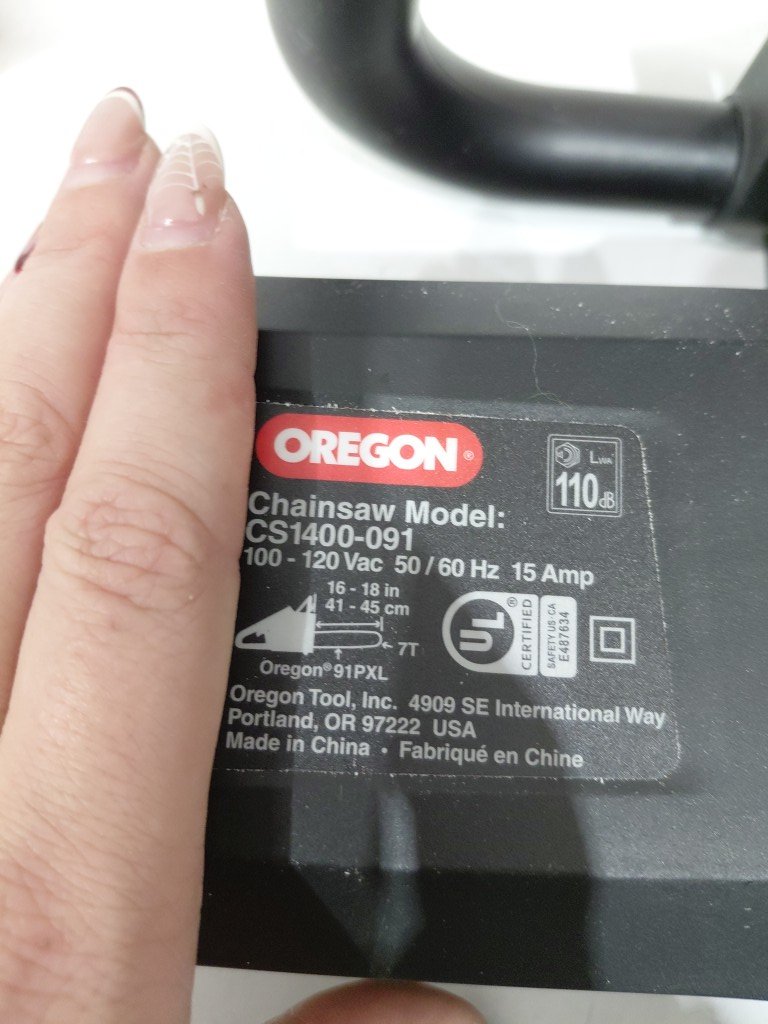 OREGON®
LWA
110dB
Chainsaw Model:
CS1400-091
100 - 120 Vac 50 / 60 Hz 15 Amp
16 - 18 in
41 - 45 cm
7T
Oregon® 91PXL
UL ®
CERTIFIED
SAFETY US·CA
E487634
Oregon Tool, Inc. 4909 SE International Way
Portland, OR 97222 USA
Made in China • Fabriqué en Chine